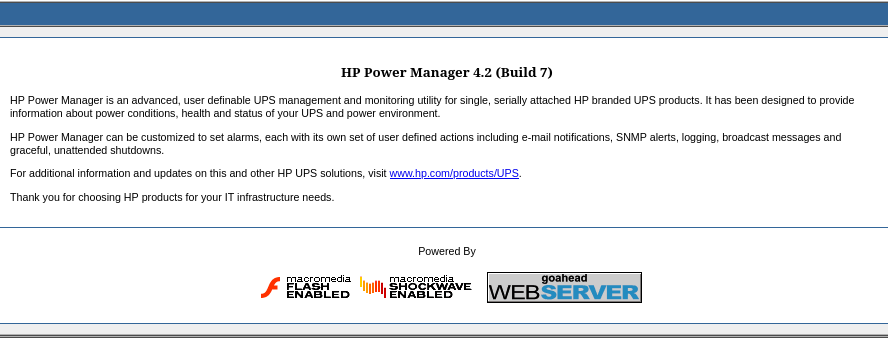 HP Power Manager 4.2 (Build 7)
HP Power Manager is an advanced, user definable UPS management and monitoring utility for single, serially attached HP branded UPS products. It has been designed to provide
information about power conditions, health and status of your UPS and power environment.
HP Power Manager can be customized to set alarms, each with its own set of user defined actions including e-mail notifications, SNMP alerts, logging, broadcast messages and
graceful, unattended shutdowns.
For additional information and updates on this and other HP UPS solutions, visit www.hp.com/products/UPS.
Thank you for choosing HP products for your IT infrastructure needs.
Powered By
macromedia
FLASH
ENABLED
macromedia
SHOCKWAVE
ENABLED
goahead
WEBSERVER